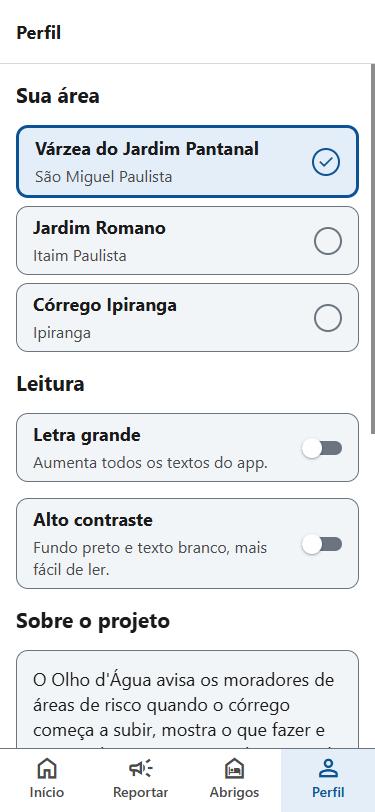 Perfil
Sua área
Várzea do Jardim Pantanal
São Miguel Paulista
Jardim Romano
Itaim Paulista
Córrego Ipiranga
Ipiranga
Leitura
Letra grande
Aumenta todos os textos do app.
Alto contraste
Fundo preto e texto branco, mais
fácil de ler.
Sobre o projeto
O Olho d'Água avisa os moradores de
áreas de risco quando o córrego
começa a subir, mostra o que fazer e
Início
Reportar
Abrigos
Perfil